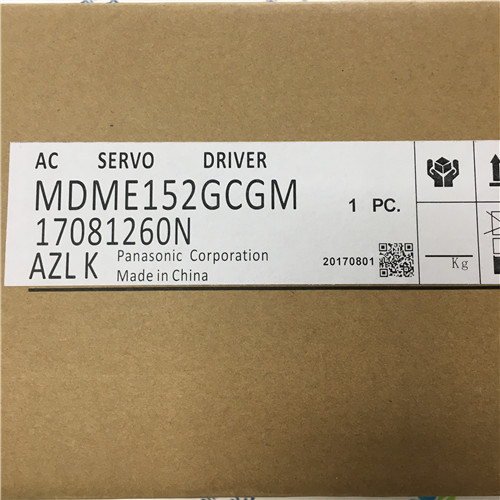 AC SERVO DRIVER
MDME152GCGM
1 PC.
17081260N
AZL K Panasonic Corporation
Made in China
20170801
Kg